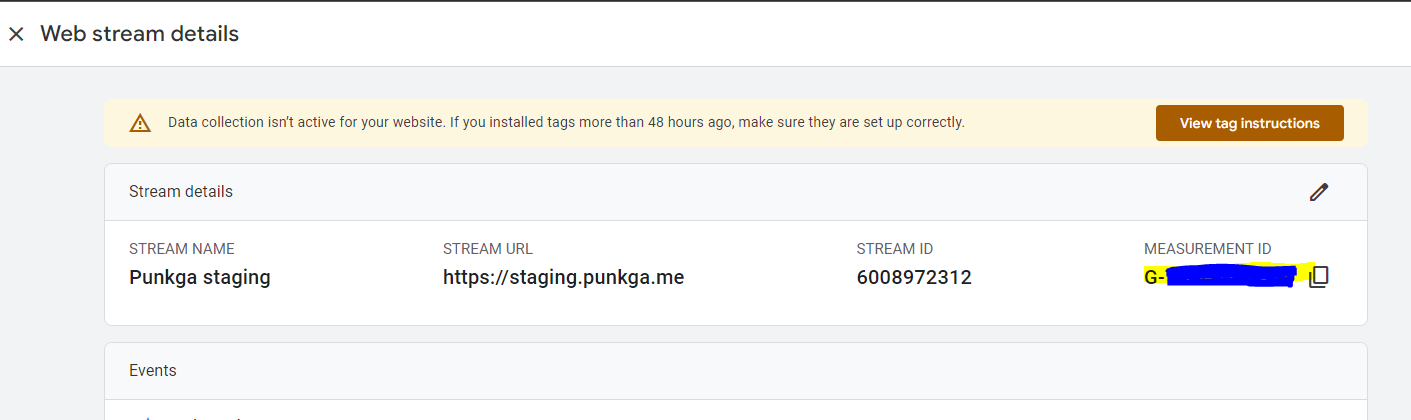 Web stream details
Data collection isn't active for your website. If you installed tags more than 48 hours ago, make sure they are set up correctly.
View tag instructions
Stream details
STREAM NAME
STREAM URL
STREAM ID
MEASUREMENT ID
Punkga staging
https://staging.punkga.me
6008972312
G-
Events